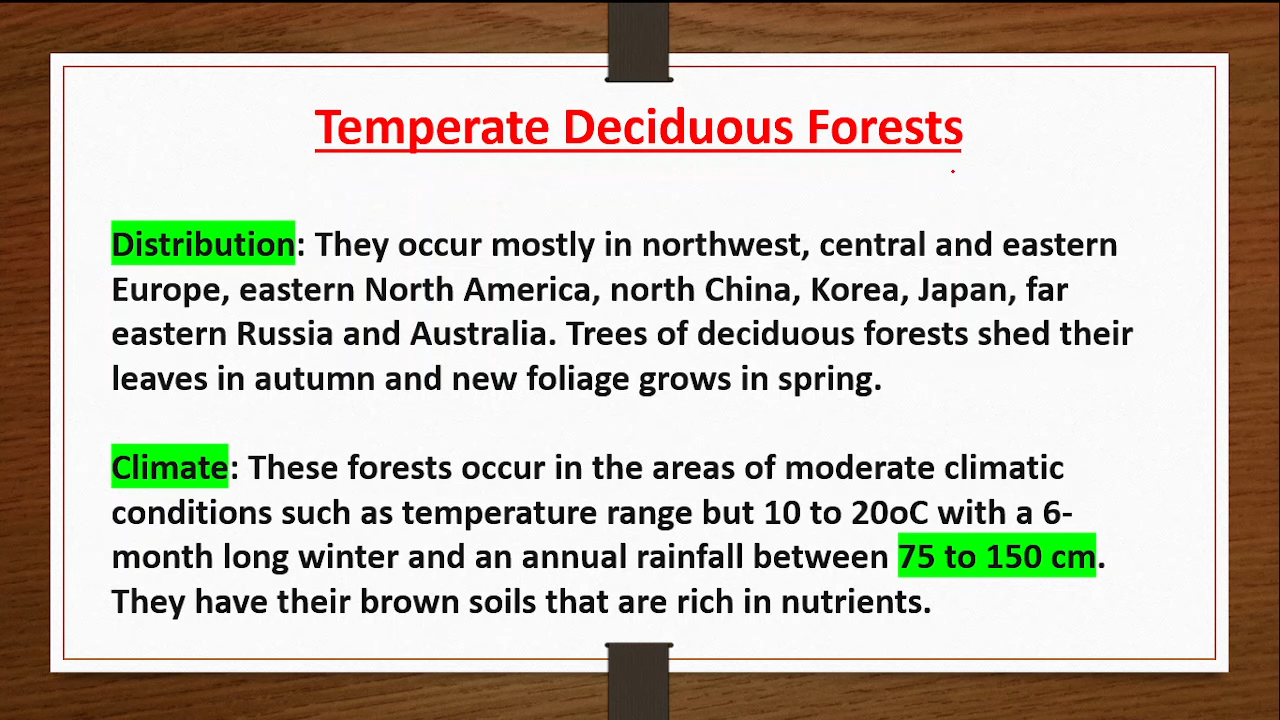 Temperate Deciduous Forests
Distribution: They occur mostly in northwest, central and eastern
Europe, eastern North America, north China, Korea, Japan, far
eastern Russia and Australia. Trees of deciduous forests shed their
leaves in autumn and new foliage grows in spring.
Climate: These forests occur in the areas of moderate climatic
conditions such as temperature range but 10 to 20oC with a 6-
month long winter and an annual rainfall between 75 to 150 cm.
They have their brown soils that are rich in nutrients.